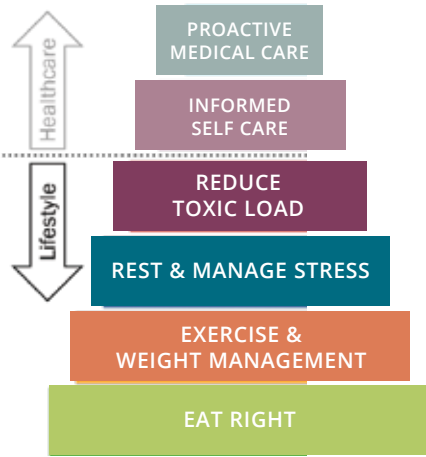 Healthcare
PROACTIVE
MEDICAL CARE
INFORMED
SELF CARE
Lifestyle
REDUCE
TOXIC LOAD
REST & MANAGE STRESS
EXERCISE &
WEIGHT MANAGEMENT
EAT RIGHT